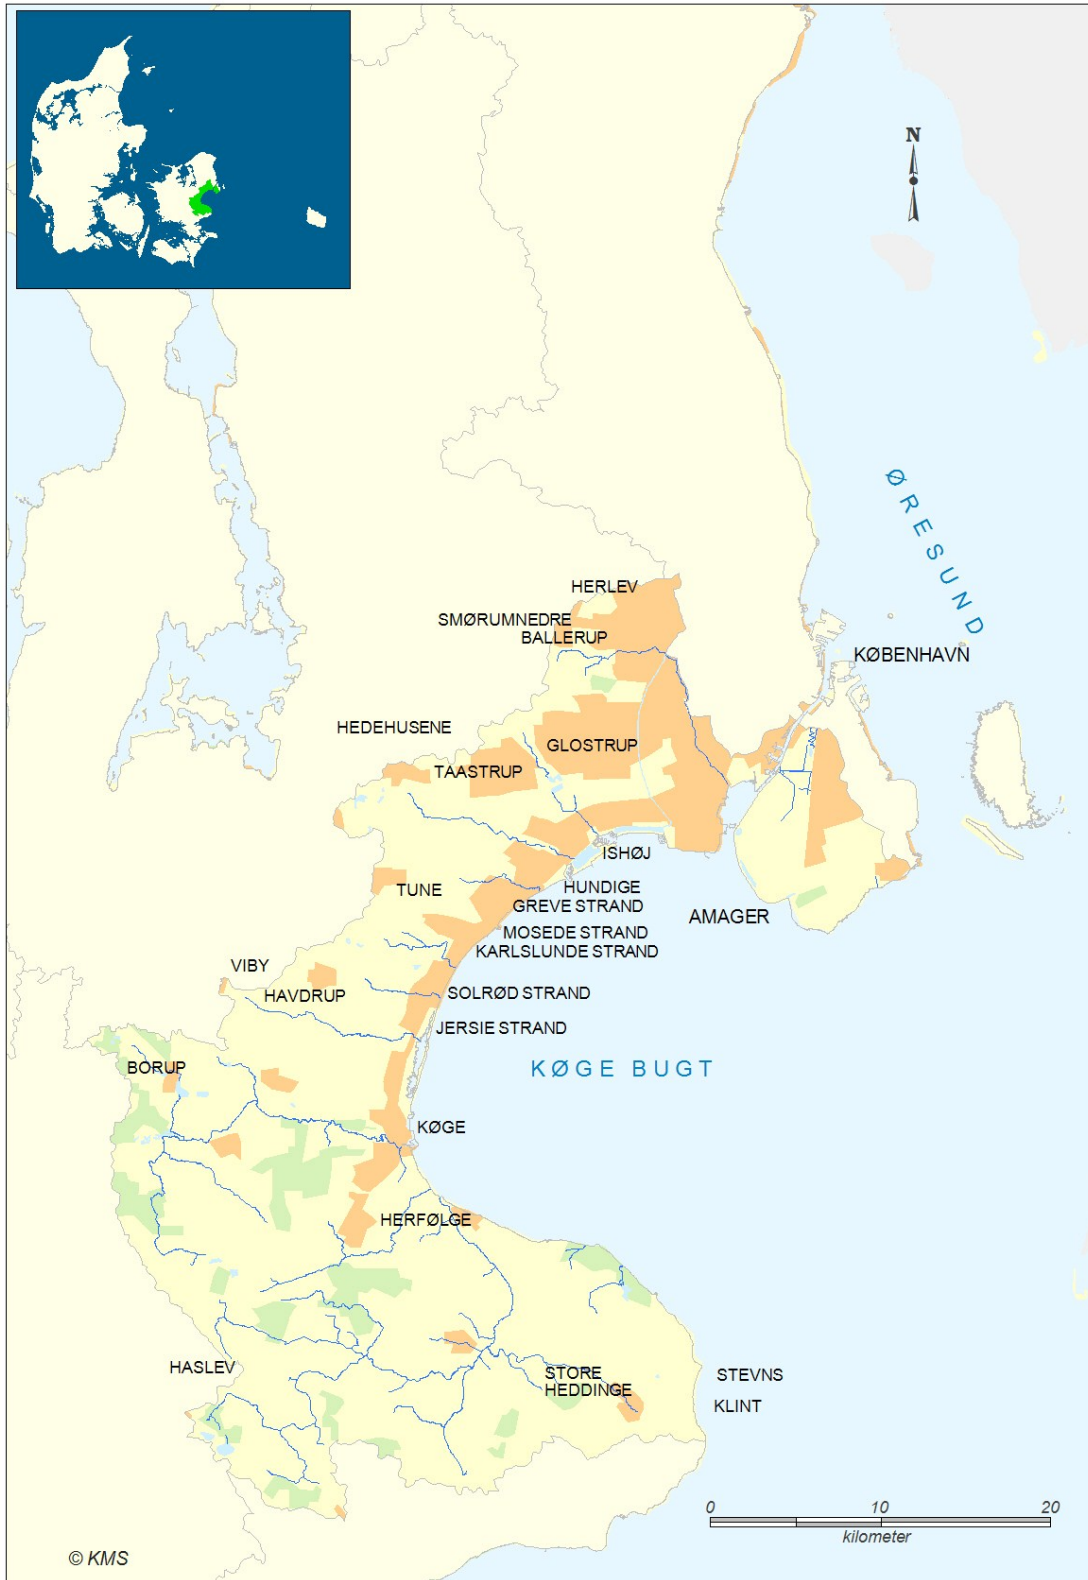 N
ØRESUND
HERLEV
SMØRUMNEDRE
BALLERUP
KØBENHAVN
HEDEHUSENE
GLOSTRUP
TAASTRUP
ISHØJ
TUNE
HUNDIGE
GREVE STRAND
AMAGER
MOSEDE STRAND
KARLSLUNDE STRAND
VIBY
HAVDRUP
SOLRØD STRAND
JERSIE STRAND
BORUP
KØGE BUGT
KØGE
HERFØLGE
HASLEV
STORE
HEDDINGE
STEVNS
KLINT
0 10 20
kilometer
© KMS